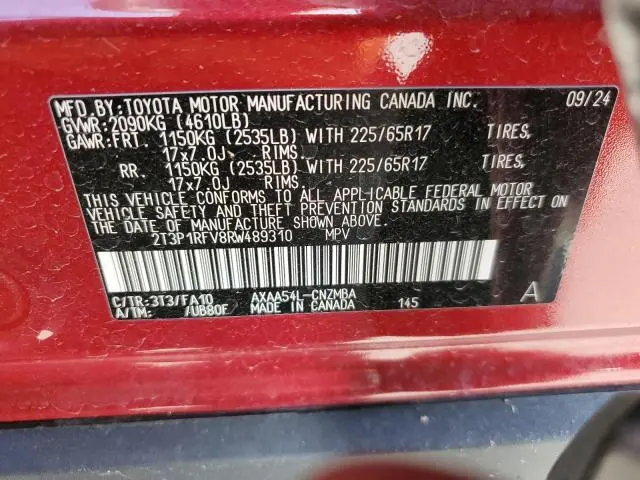 MFD. BY: TOYOTA MOTOR MANUFACTURING CANADA INC. 09/24
GVWR: 2090KG (4610LB)
GAWR: FRT. 1150KG (2535LB) WITH 225/65R17 TIRES,
17x7.0J RIMS.
RR. 1150KG (2535LB) WITH 225/65R17 TIRES,
17x7.0J RIMS.
THIS VEHICLE CONFORMS TO ALL APPLICABLE FEDERAL MOTOR
VEHICLE SAFETY AND THEFT PREVENTION STANDARDS IN EFFECT ON
THE DATE OF MANUFACTURE SHOWN ABOVE.
2T3P1RFV8RW489310 MPV
C/TR: 3T3/FA10 AXAA54L-CNZMBA 145 A
A/TM: /UB80F MADE IN CANADA